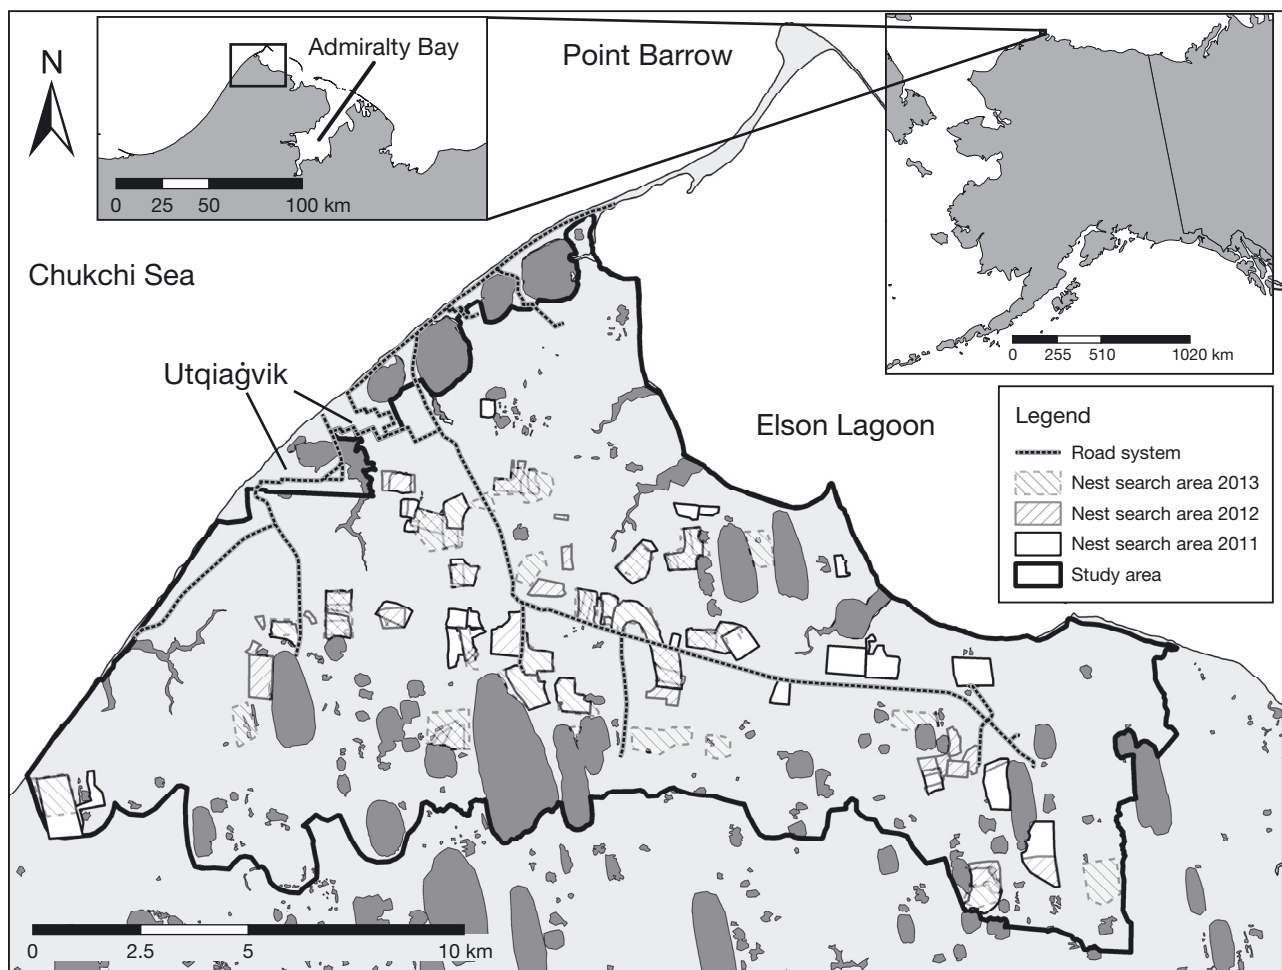 N
Admiralty Bay
0 25 50 100 km
Point Barrow
Chukchi Sea
0 255 510 1020 km
Utqiaġvik
Elson Lagoon
Legend
Road system
Nest search area 2013
Nest search area 2012
Nest search area 2011
Study area
0 2.5 5 10 km